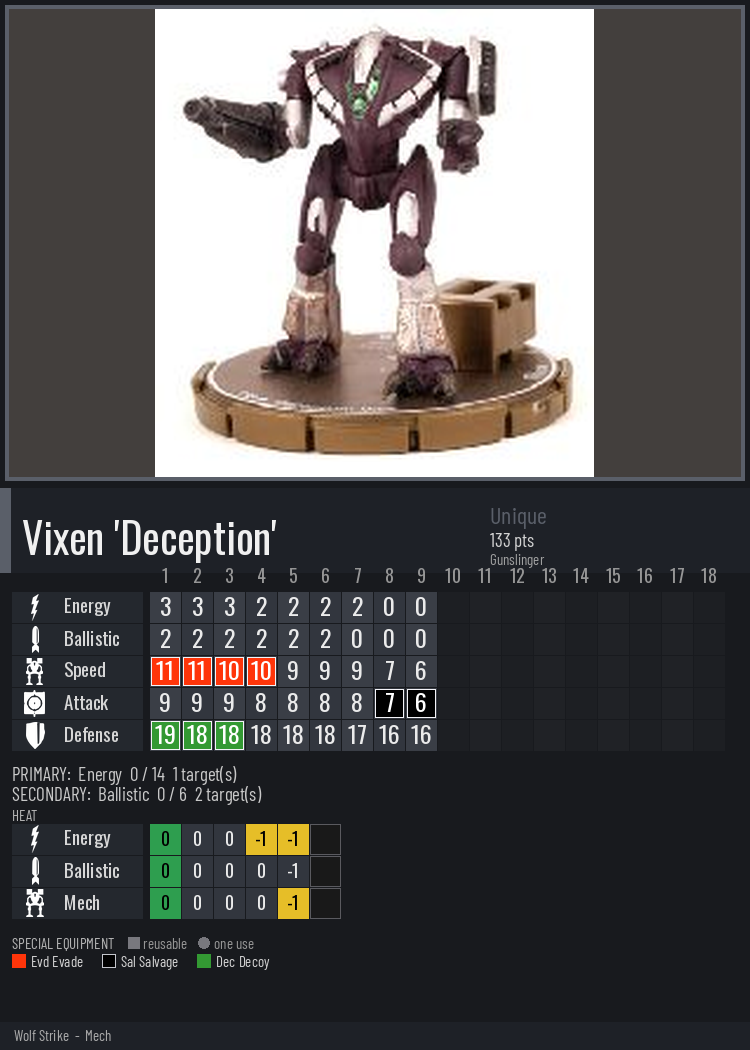 Vixen 'Deception'
Unique
133 pts
Gunslinger
1 2 3 4 5 6 7 8 9 10 11 12 13 14 15 16 17 18
Energy 3 3 3 2 2 2 2 0 0
Ballistic 2 2 2 2 2 2 0 0 0
Speed 11 11 10 10 9 9 9 7 6
Attack 9 9 9 8 8 8 8 7 6
Defense 19 18 18 18 18 18 17 16 16
PRIMARY: Energy 0 / 14 1 target(s)
SECONDARY: Ballistic 0 / 6 2 target(s)
HEAT
Energy 0 0 0 -1 -1
Ballistic 0 0 0 0 -1
Mech 0 0 0 0 -1
SPECIAL EQUIPMENT reusable one use
Evd Evade Sal Salvage Dec Decoy
Wolf Strike - Mech